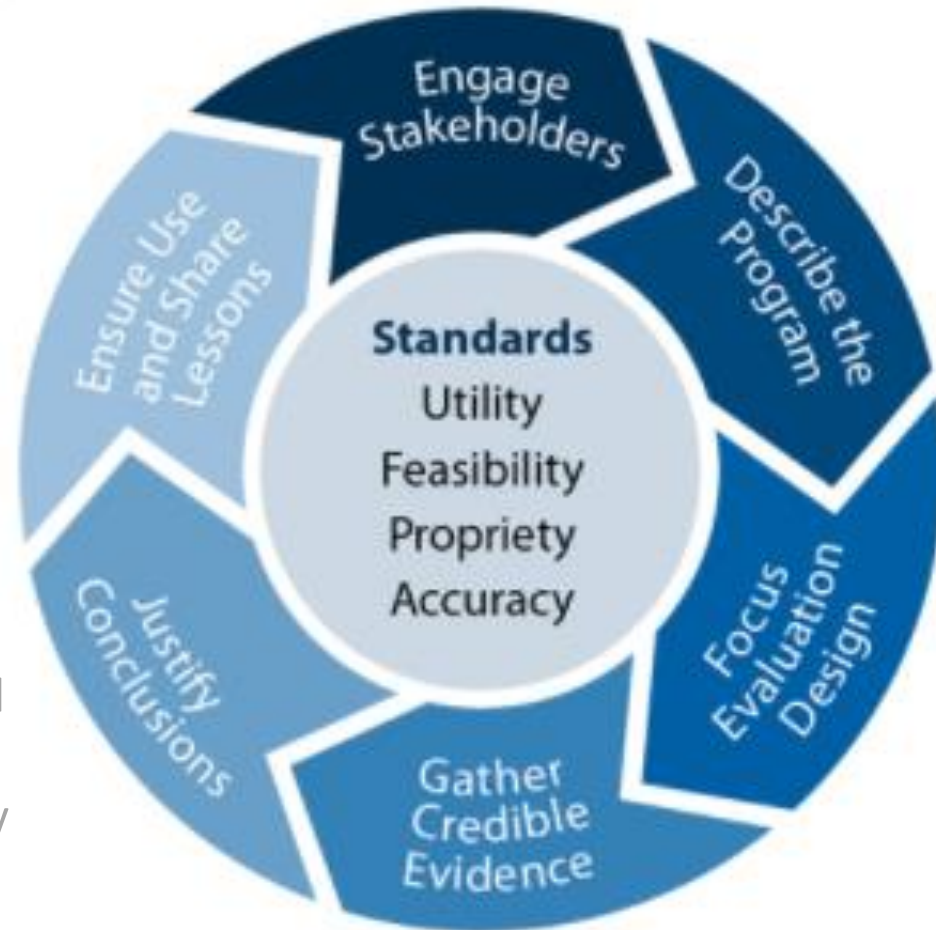 Engage
Stakeholders
Describe the
Program
Focus
Evaluation
Design
Gather
Credible
Evidence
Justify
Conclusions
Ensure Use
and Share
Lessons
Standards
Utility
Feasibility
Propriety
Accuracy